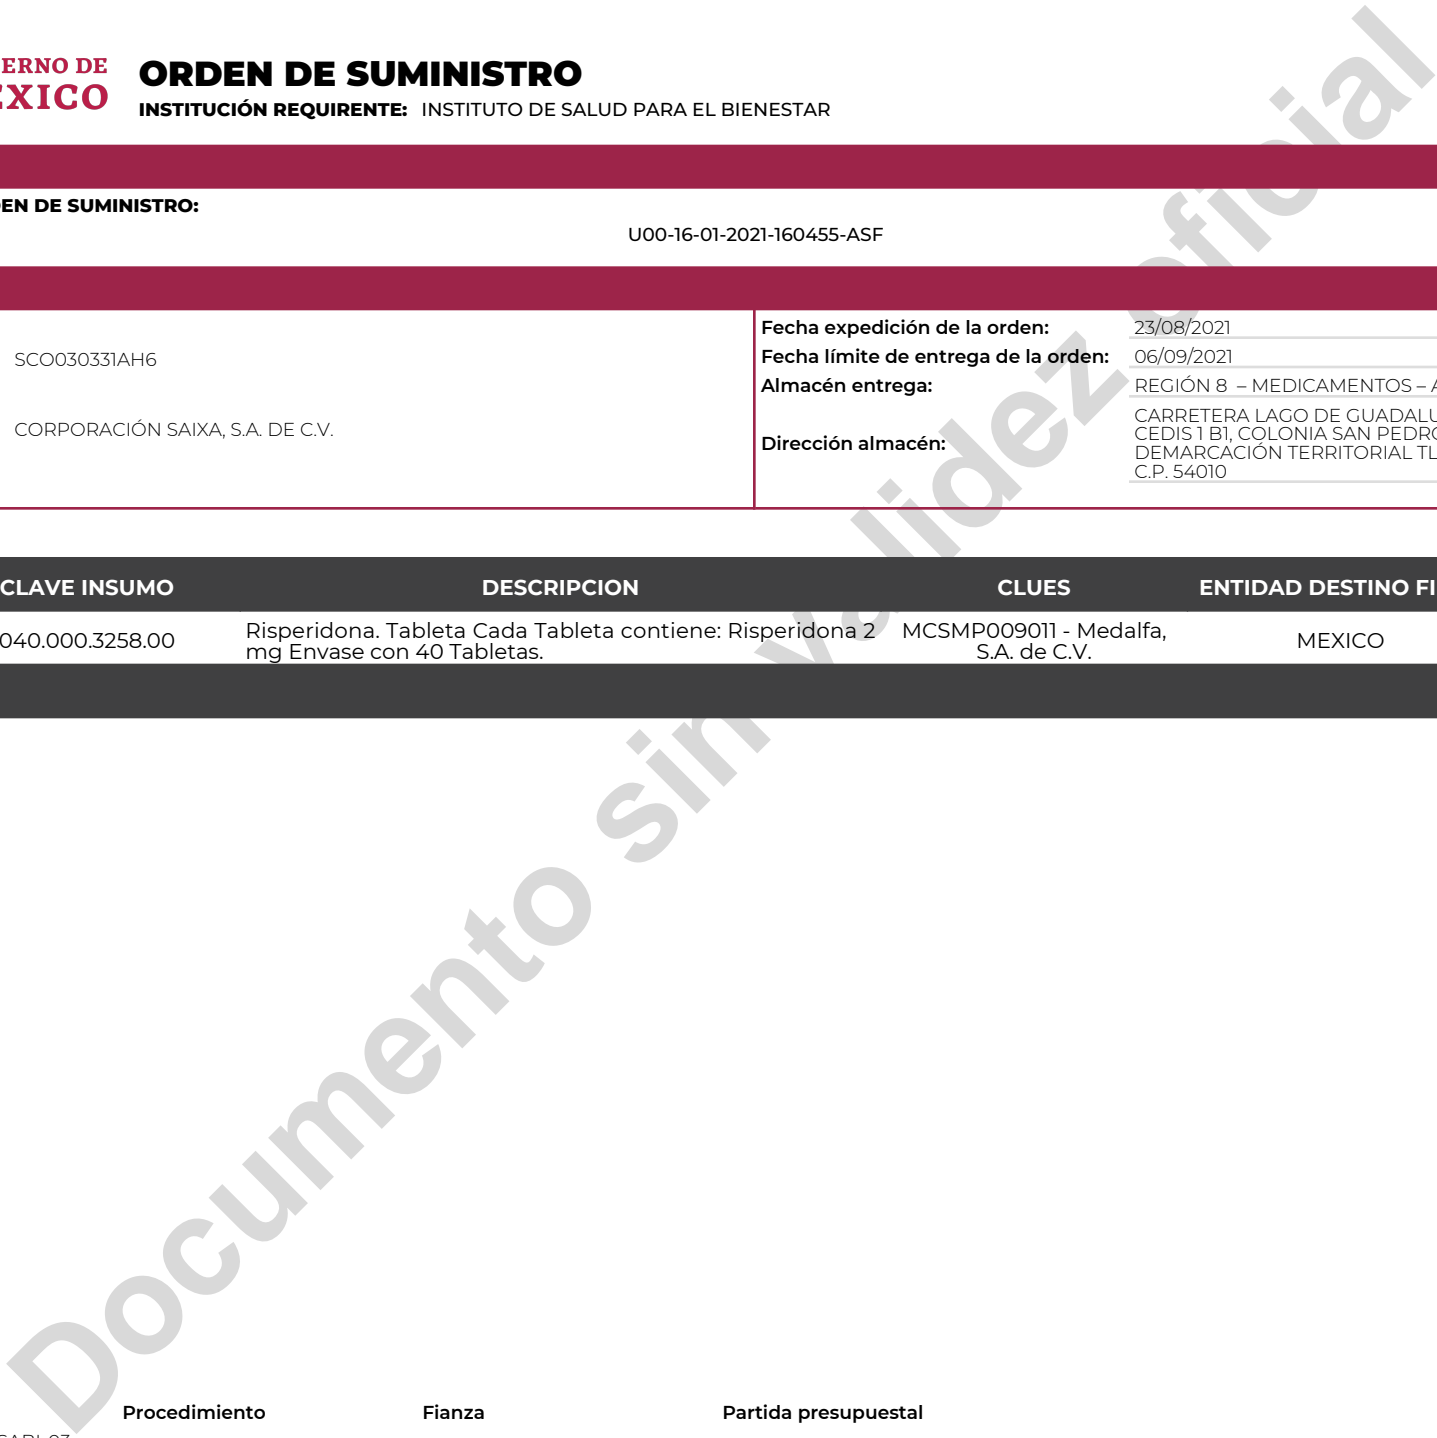 ERNO DE
EXICO
ORDEN DE SUMINISTRO
INSTITUCIÓN REQUIRENTE: INSTITUTO DE SALUD PARA EL BIENESTAR
EN DE SUMINISTRO:
U00-16-01-2021-160455-ASF
SCO030331AH6
CORPORACIÓN SAIXA, S.A. DE C.V.
Fecha expedición de la orden: 23/08/2021
Fecha límite de entrega de la orden: 06/09/2021
Almacén entrega: REGIÓN 8 – MEDICAMENTOS – A
Dirección almacén:
CARRETERA LAGO DE GUADALU
CEDIS 1 B1, COLONIA SAN PEDRO
DEMARCACIÓN TERRITORIAL TL
C.P. 54010
CLAVE INSUMO DESCRIPCION CLUES ENTIDAD DESTINO FI
040.000.3258.00
Risperidona. Tableta Cada Tableta contiene: Risperidona 2
mg Envase con 40 Tabletas.
MCSMP009011 - Medalfa,
S.A. de C.V.
MEXICO
Procedimiento Fianza Partida presupuestal
Documento sin validez oficial